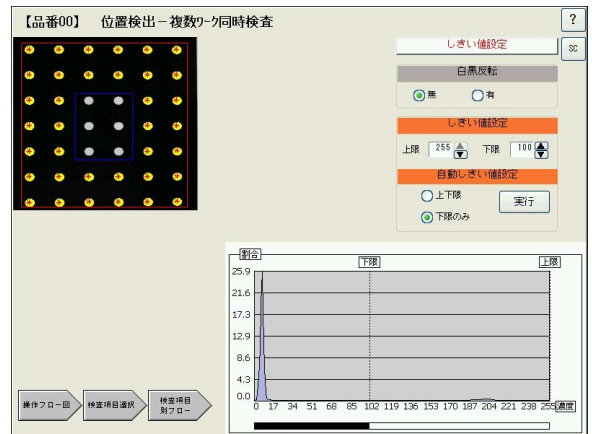 【品番00】 位置検出－複数ﾜｰｸ同時検査
?
しきい値設定
SC
白黒反転
無 有
しきい値設定
上限 255 下限 100
自動しきい値設定
上下限
下限のみ
実行
割合
下限 上限
25.9
21.6
17.3
12.9
8.6
4.3
0.0
0 17 34 51 68 85 102 119 136 153 170 187 204 221 238 255 濃度
操作フロー図 検査項目選択 検査項目
別フロー